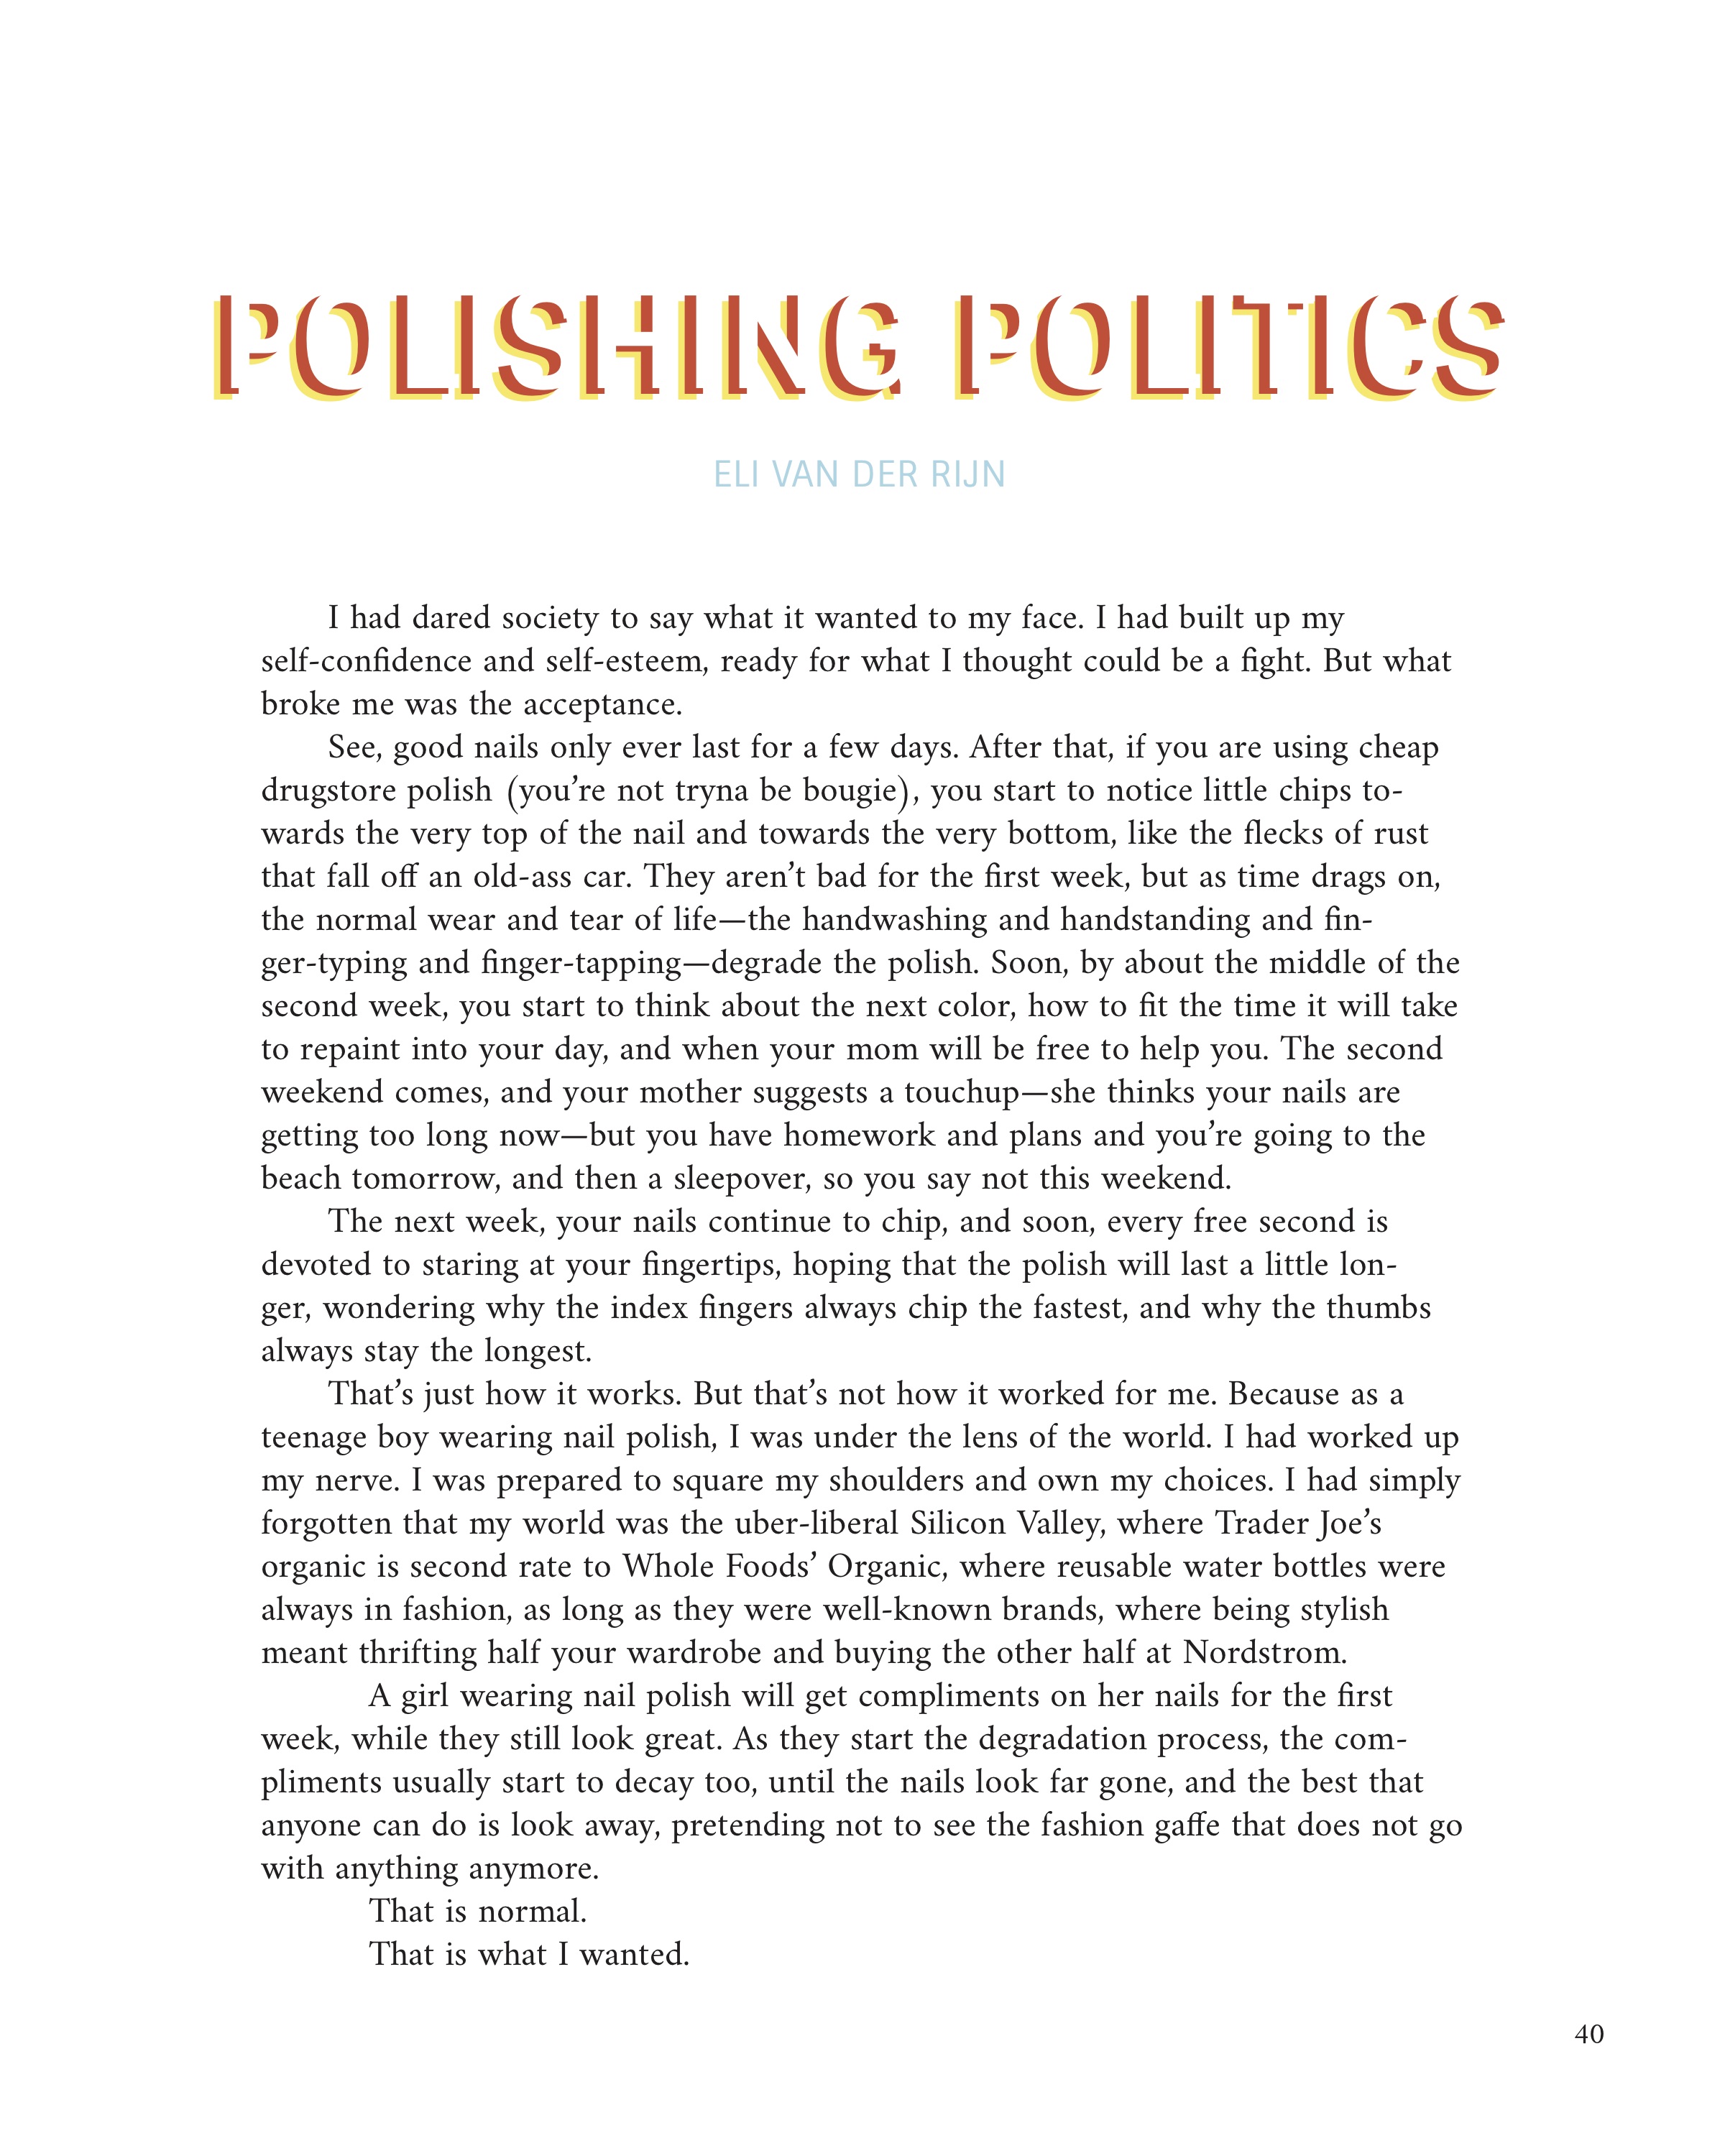 POLISHING POLITICS
ELI VAN DER RIJN
I had dared society to say what it wanted to my face. I had built up my
self-confidence and self-esteem, ready for what I thought could be a fight. But what
broke me was the acceptance.
See, good nails only ever last for a few days. After that, if you are using cheap
drugstore polish (you’re not tryna be bougie), you start to notice little chips to-
wards the very top of the nail and towards the very bottom, like the flecks of rust
that fall off an old-ass car. They aren’t bad for the first week, but as time drags on,
the normal wear and tear of life—the handwashing and handstanding and fin-
ger-typing and finger-tapping—degrade the polish. Soon, by about the middle of the
second week, you start to think about the next color, how to fit the time it will take
to repaint into your day, and when your mom will be free to help you. The second
weekend comes, and your mother suggests a touchup—she thinks your nails are
getting too long now—but you have homework and plans and you’re going to the
beach tomorrow, and then a sleepover, so you say not this weekend.
The next week, your nails continue to chip, and soon, every free second is
devoted to staring at your fingertips, hoping that the polish will last a little lon-
ger, wondering why the index fingers always chip the fastest, and why the thumbs
always stay the longest.
That’s just how it works. But that’s not how it worked for me. Because as a
teenage boy wearing nail polish, I was under the lens of the world. I had worked up
my nerve. I was prepared to square my shoulders and own my choices. I had simply
forgotten that my world was the uber-liberal Silicon Valley, where Trader Joe’s
organic is second rate to Whole Foods’ Organic, where reusable water bottles were
always in fashion, as long as they were well-known brands, where being stylish
meant thrifting half your wardrobe and buying the other half at Nordstrom.
A girl wearing nail polish will get compliments on her nails for the first
week, while they still look great. As they start the degradation process, the com-
pliments usually start to decay too, until the nails look far gone, and the best that
anyone can do is look away, pretending not to see the fashion gaffe that does not go
with anything anymore.
That is normal.
That is what I wanted.
40